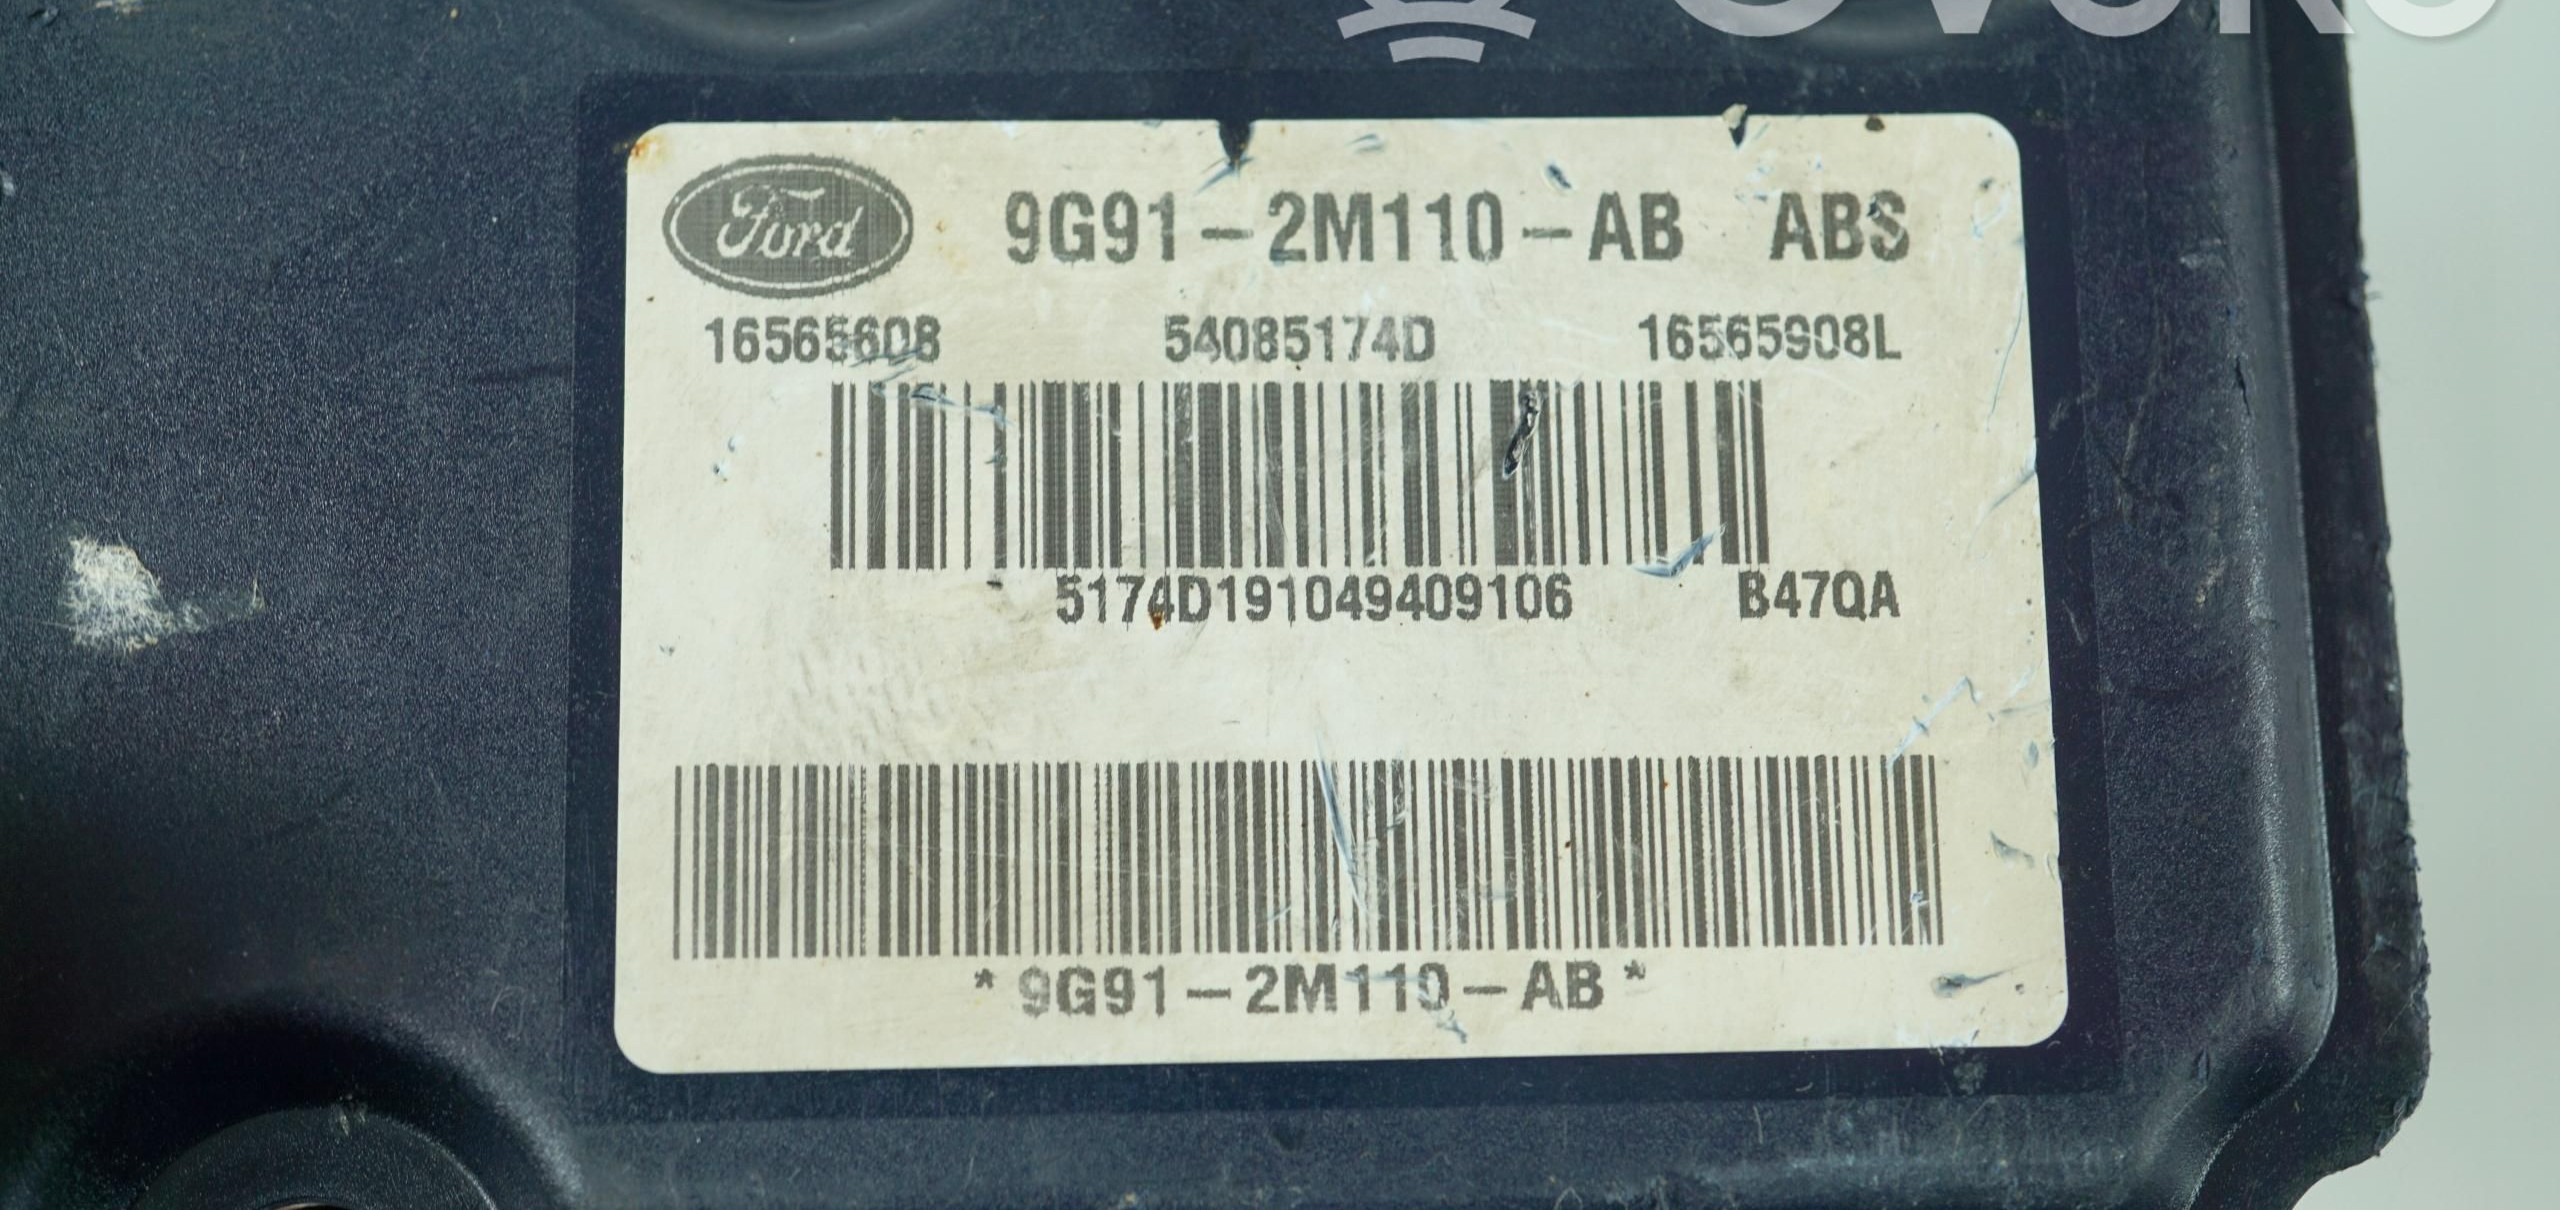 Ford 9G91-2M110-AB ABS
16565608 54085174D 16565908L
5174D191049409106 B47QA
*9G91-2M110-AB*